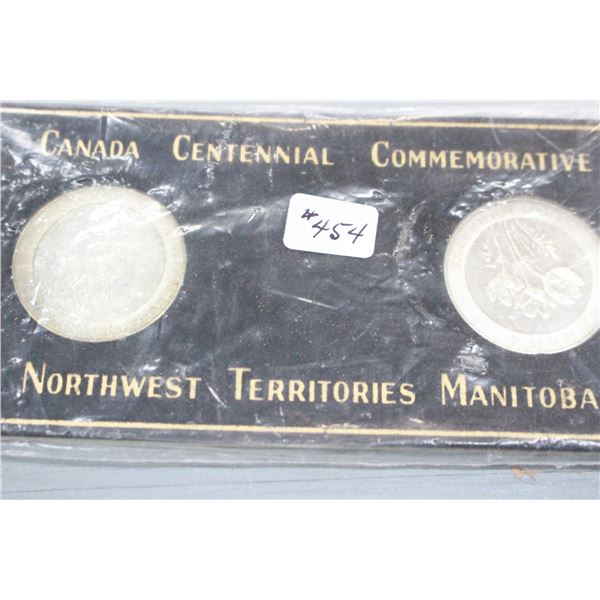 CANADA CENTENNIAL COMMEMORATIVE
#454
NORTHWEST TERRITORIES MANITOBA